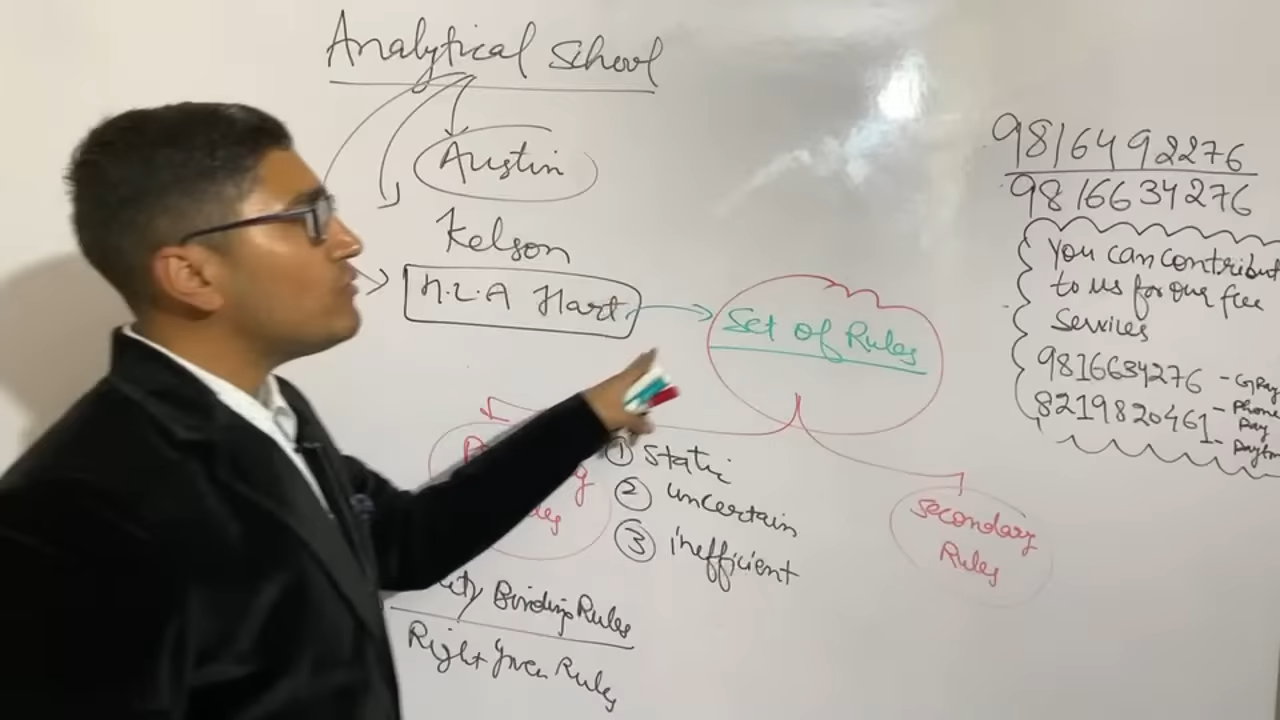 Analytical School
Austin
Kelson
H.L.A Hart
Set of Rules
① Static
② uncertain
③ inefficient
Secondary
Rules
Binding Rules
Right given Rules
9816492276
9816634276
You can contribut
to us for our free
Services
9816634276 - GPay
8219820461 - Phone
Pay
- Paytm